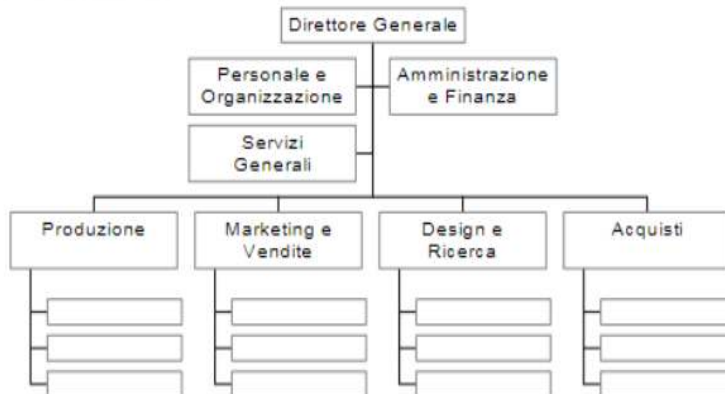 Direttore Generale
Personale e
Organizzazione
Amministrazione
e Finanza
Servizi
Generali
Produzione
Marketing e
Vendite
Design e
Ricerca
Acquisti